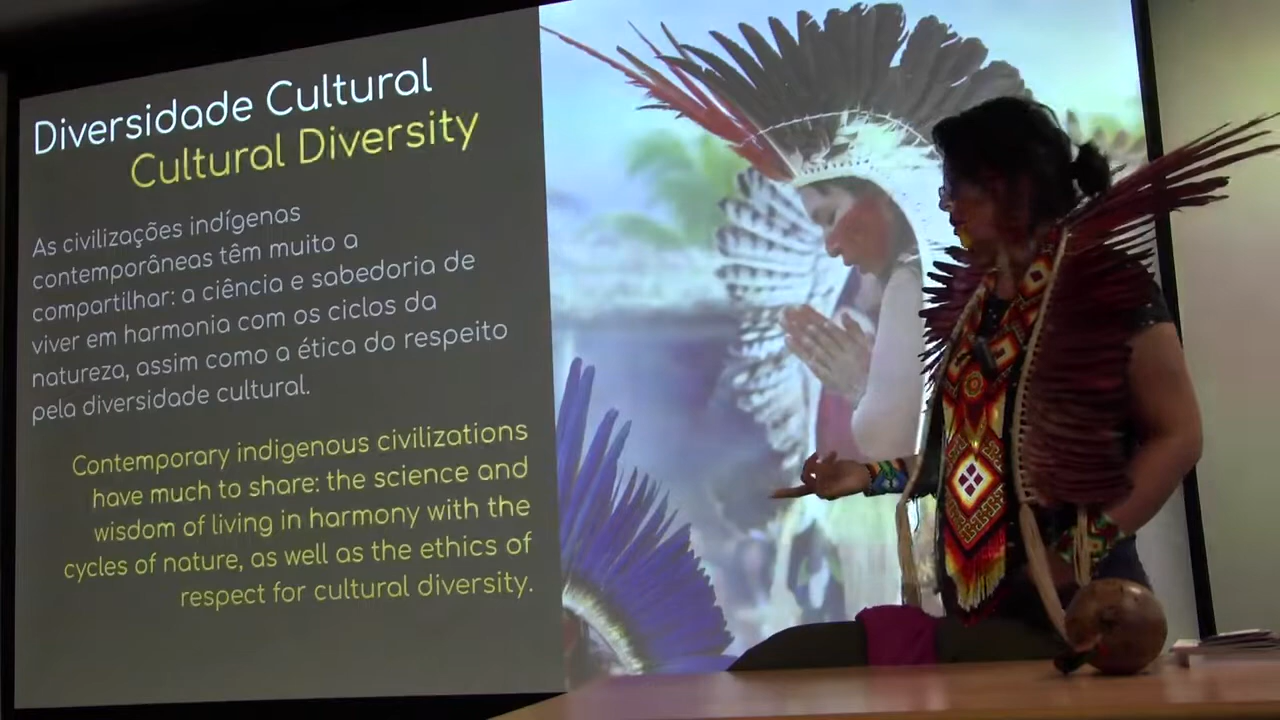 Diversidade Cultural
Cultural Diversity
As civilizações indígenas
contemporâneas têm muito a
compartilhar: a ciência e sabedoria de
viver em harmonia com os ciclos da
natureza, assim como a ética do respeito
pela diversidade cultural.
Contemporary indigenous civilizations
have much to share: the science and
wisdom of living in harmony with the
cycles of nature, as well as the ethics of
respect for cultural diversity.